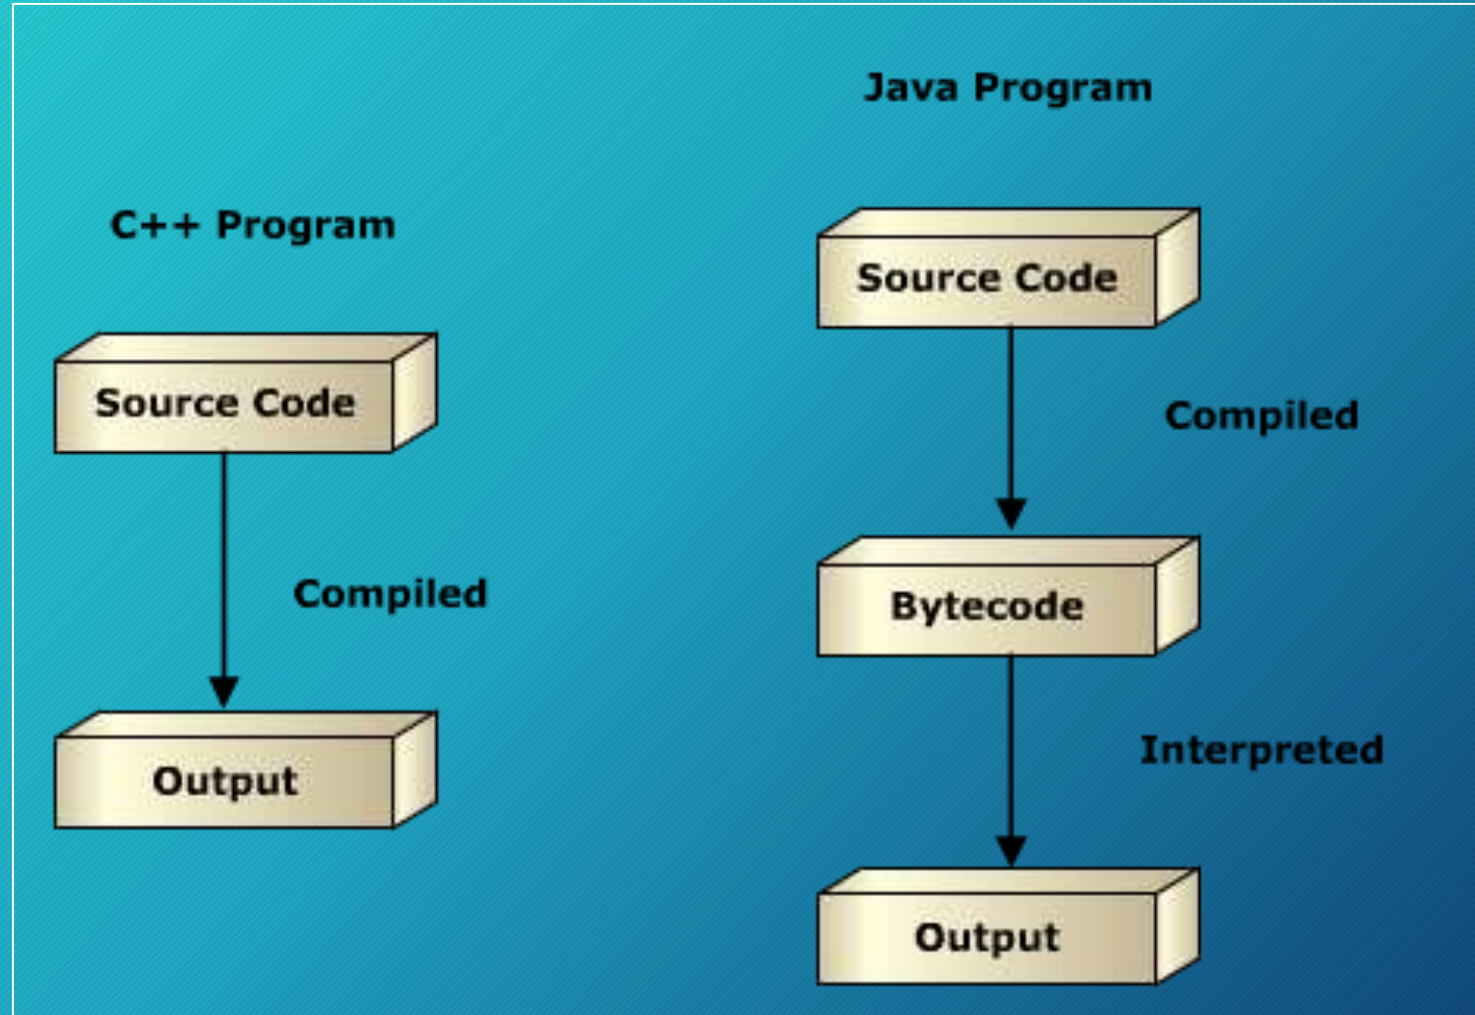 C++ Program
Source Code
Compiled
Output
Java Program
Source Code
Compiled
Bytecode
Interpreted
Output